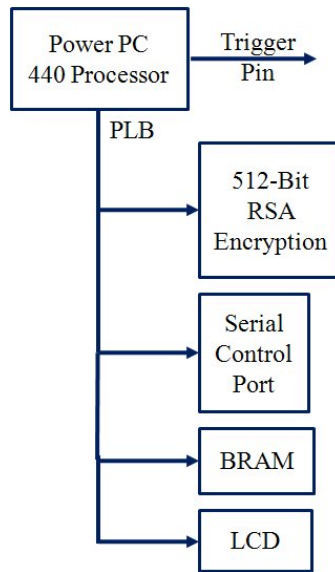 Power PC
440 Processor
Trigger
Pin
PLB
512-Bit
RSA
Encryption
Serial
Control
Port
BRAM
LCD